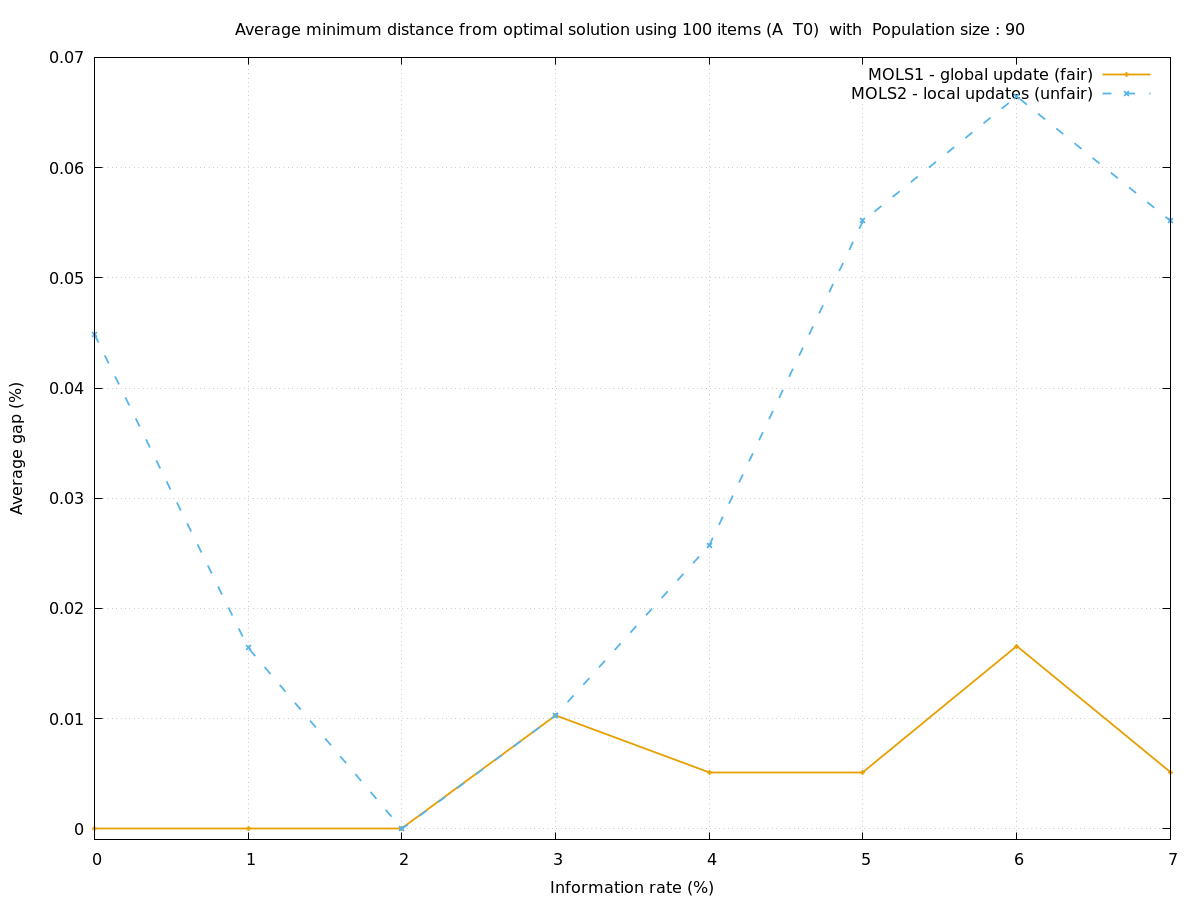 Average minimum distance from optimal solution using 100 items (A  T0)  with  Population size : 90
0.07
MOLS1 - global update (fair)
MOLS2 - local updates (unfair)
0.06
0.05
0.04
0.03
0.02
0.01
0
Average gap (%)
0 1 2 3 4 5 6 7
Information rate (%)